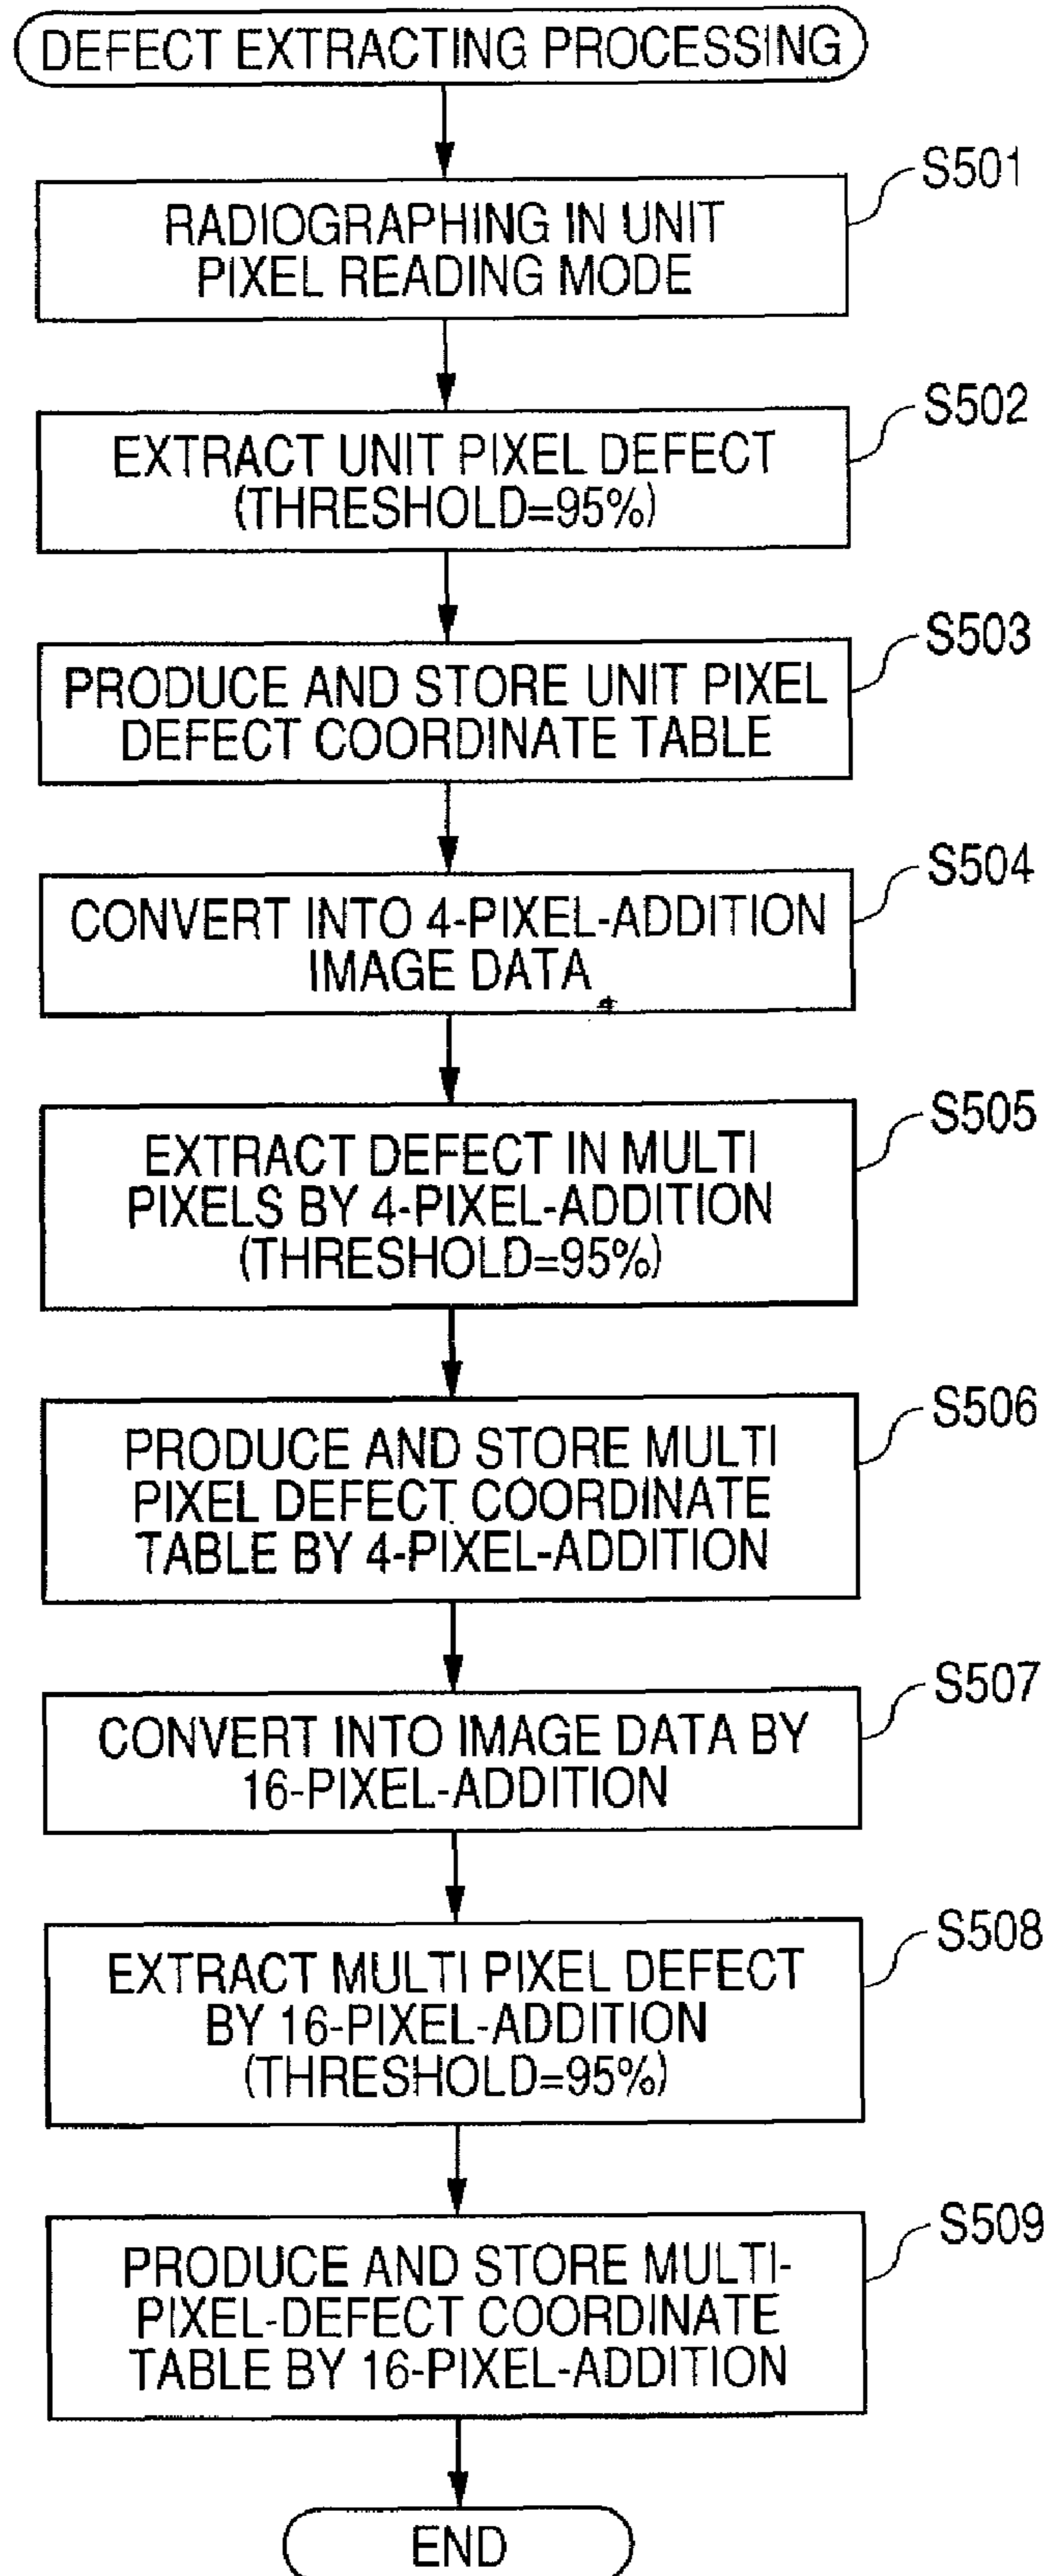 DEFECT EXTRACTING PROCESSING
S501
RADIOGRAPHING IN UNIT
PIXEL READING MODE
S502
EXTRACT UNIT PIXEL DEFECT
(THRESHOLD=95%)
S503
PRODUCE AND STORE UNIT PIXEL
DEFECT COORDINATE TABLE
S504
CONVERT INTO 4-PIXEL-ADDITION
IMAGE DATA
S505
EXTRACT DEFECT IN MULTI
PIXELS BY 4-PIXEL-ADDITION
(THRESHOLD=95%)
S506
PRODUCE AND STORE MULTI
PIXEL DEFECT COORDINATE
TABLE BY 4-PIXEL-ADDITION
S507
CONVERT INTO IMAGE DATA BY
16-PIXEL-ADDITION
S508
EXTRACT MULTI PIXEL DEFECT
BY 16-PIXEL-ADDITION
(THRESHOLD=95%)
S509
PRODUCE AND STORE MULTI-
PIXEL-DEFECT COORDINATE
TABLE BY 16-PIXEL-ADDITION
END